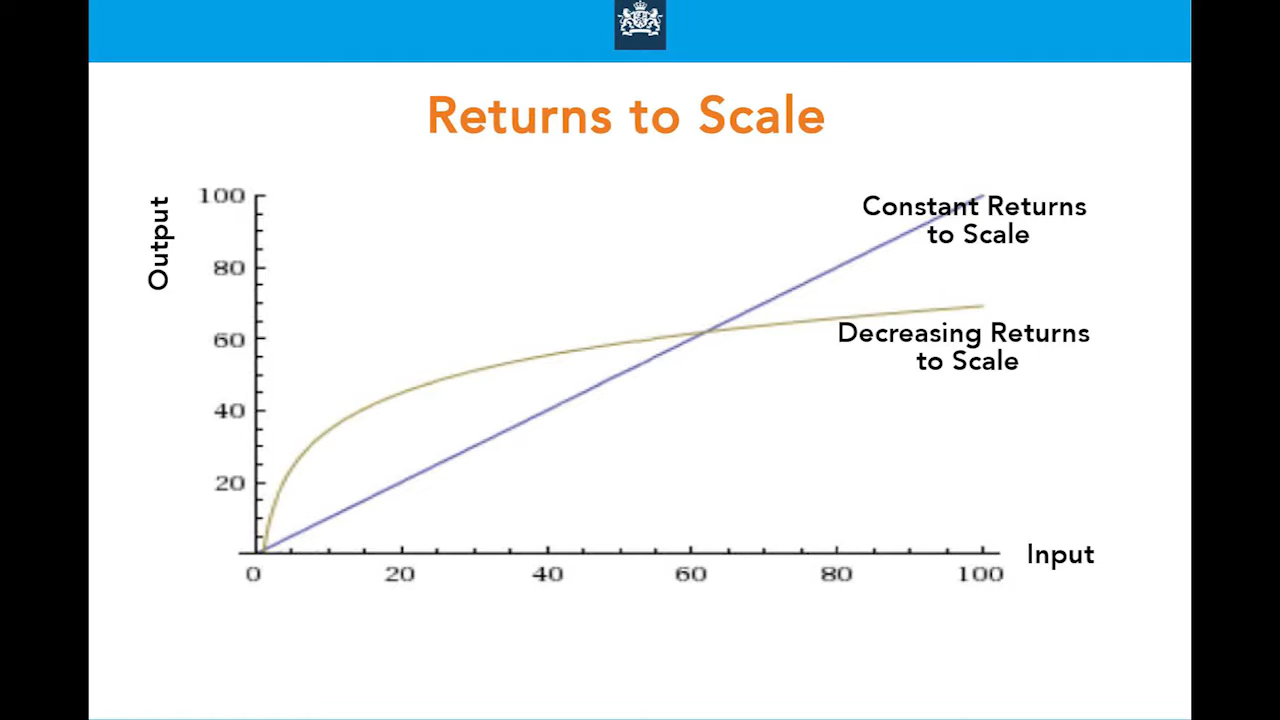 Returns to Scale
Output
100
80
60
40
20
Constant Returns
to Scale
Decreasing Returns
to Scale
Input
0 20 40 60 80 100